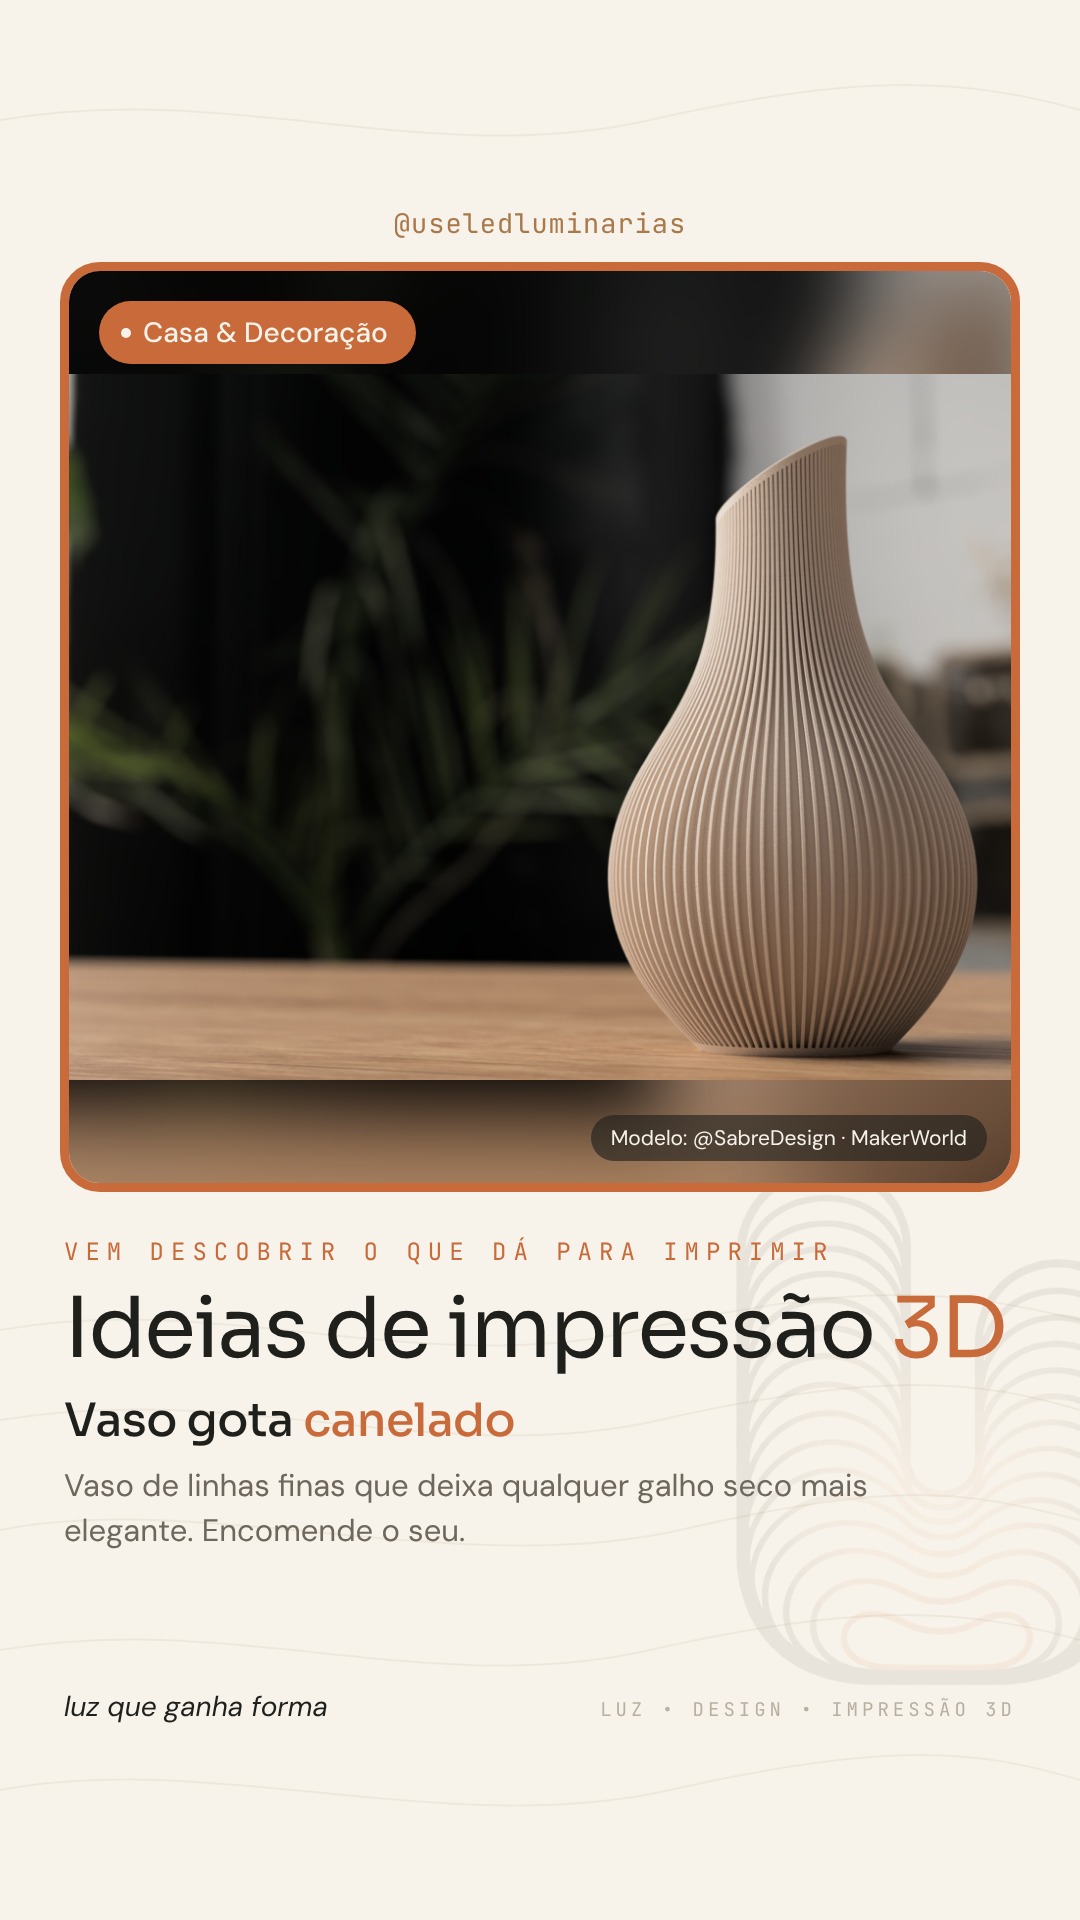 @useledluminarias
Casa & Decoração
Modelo: @SabreDesign · MakerWorld
VEM DESCOBRIR O QUE DÁ PARA IMPRIMIR
Ideias de impressão 3D
Vaso gota canelado
Vaso de linhas finas que deixa qualquer galho seco mais
elegante. Encomende o seu.
luz que ganha forma
LUZ • DESIGN • IMPRESSÃO 3D